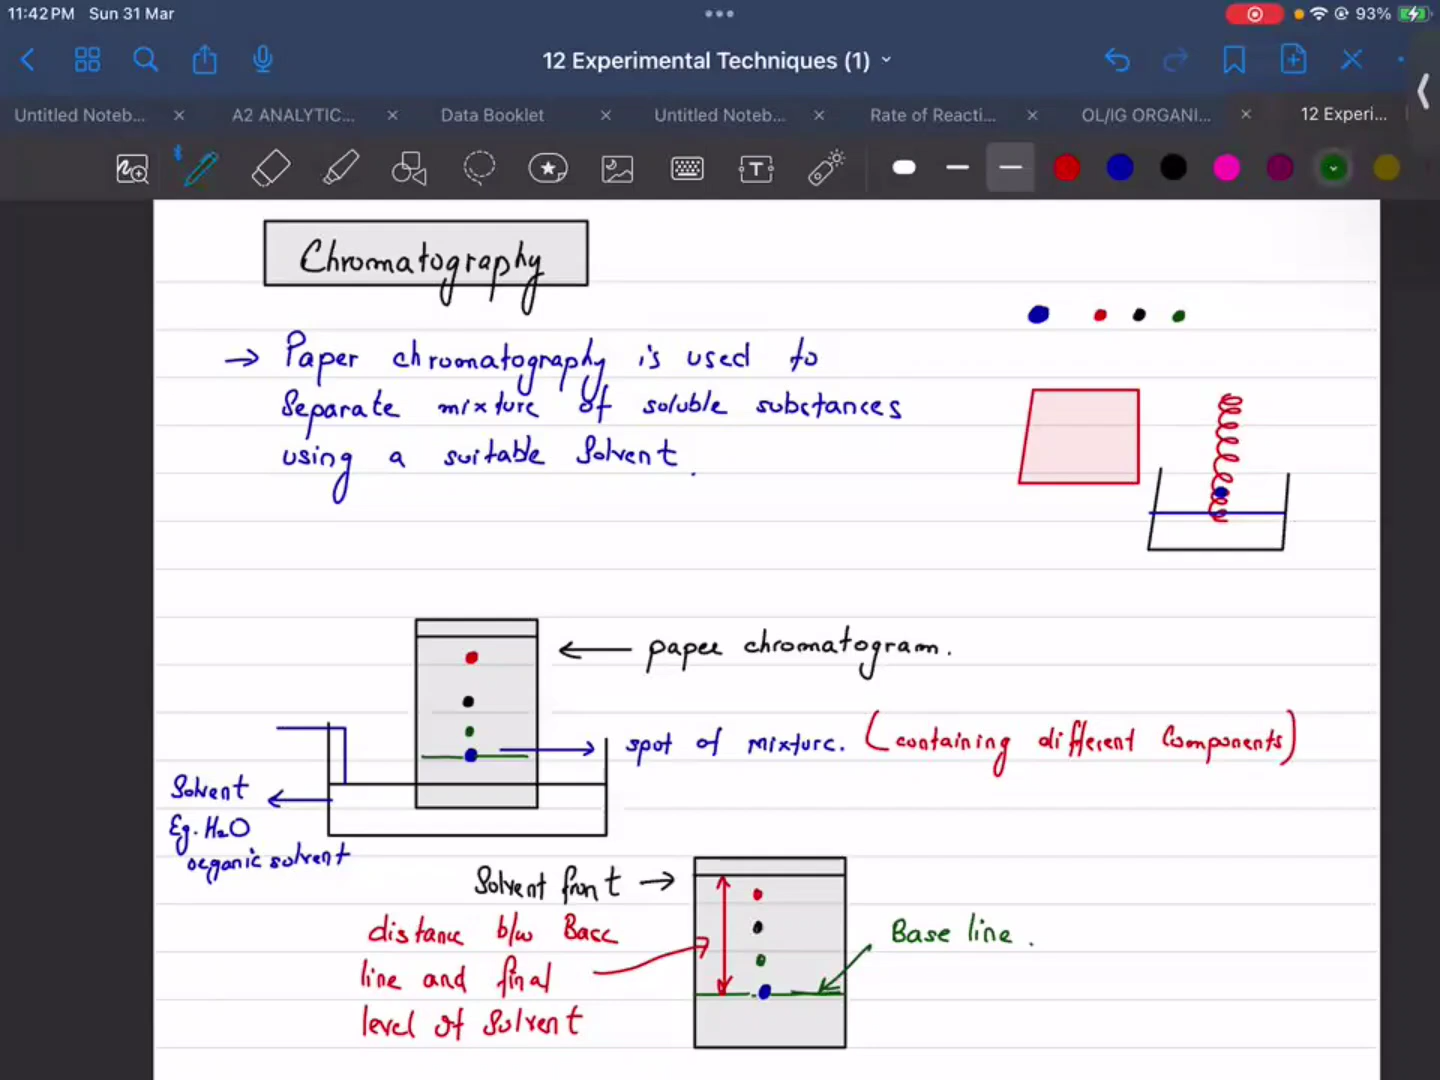 11:42 PM Sun 31 Mar
93%
12 Experimental Techniques (1)
Untitled Noteb...
A2 ANALYTIC...
Data Booklet
Untitled Noteb...
Rate of Reacti...
OL/IG ORGANI...
12 Experi...
Chromatography
→ Paper chromatography is used to
Separate mixture of soluble substances
using a suitable Solvent.
← paper chromatogram.
spot of mixture. (containing different Components)
Solvent
Eg. H₂O
organic solvent
Solvent front →
distance b/w Base
line and final
level of Solvent
Base line.